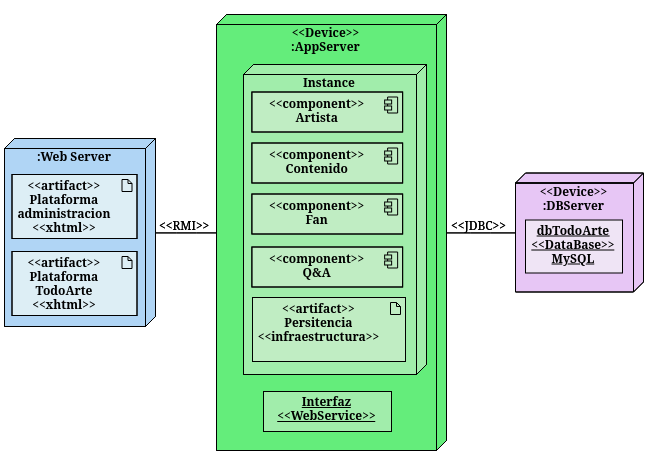 :Web Server
<<artifact>>
Plataforma
administracion
<<xhtml>>
<<artifact>>
Plataforma
TodoArte
<<xhtml>>
<<RMI>>
<<Device>>
:AppServer
Instance
<<component>>
Artista
<<component>>
Contenido
<<component>>
Fan
<<component>>
Q&A
<<artifact>>
Persitencia
<<infraestructura>>
Interfaz
<<WebService>>
<<JDBC>>
<<Device>>
:DBServer
dbTodoArte
<<DataBase>>
MySQL